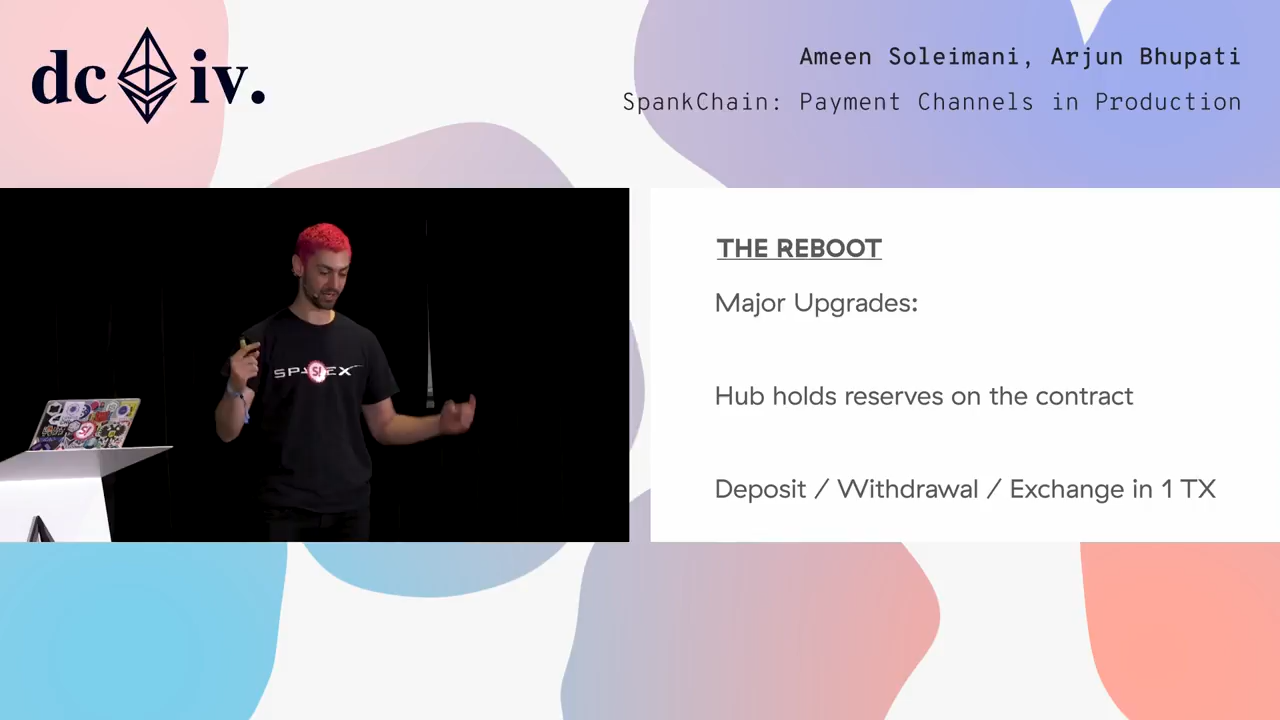 dc iv.
Ameen Soleimani, Arjun Bhupati
SpankChain: Payment Channels in Production
THE REBOOT
Major Upgrades:
Hub holds reserves on the contract
Deposit / Withdrawal / Exchange in 1 TX